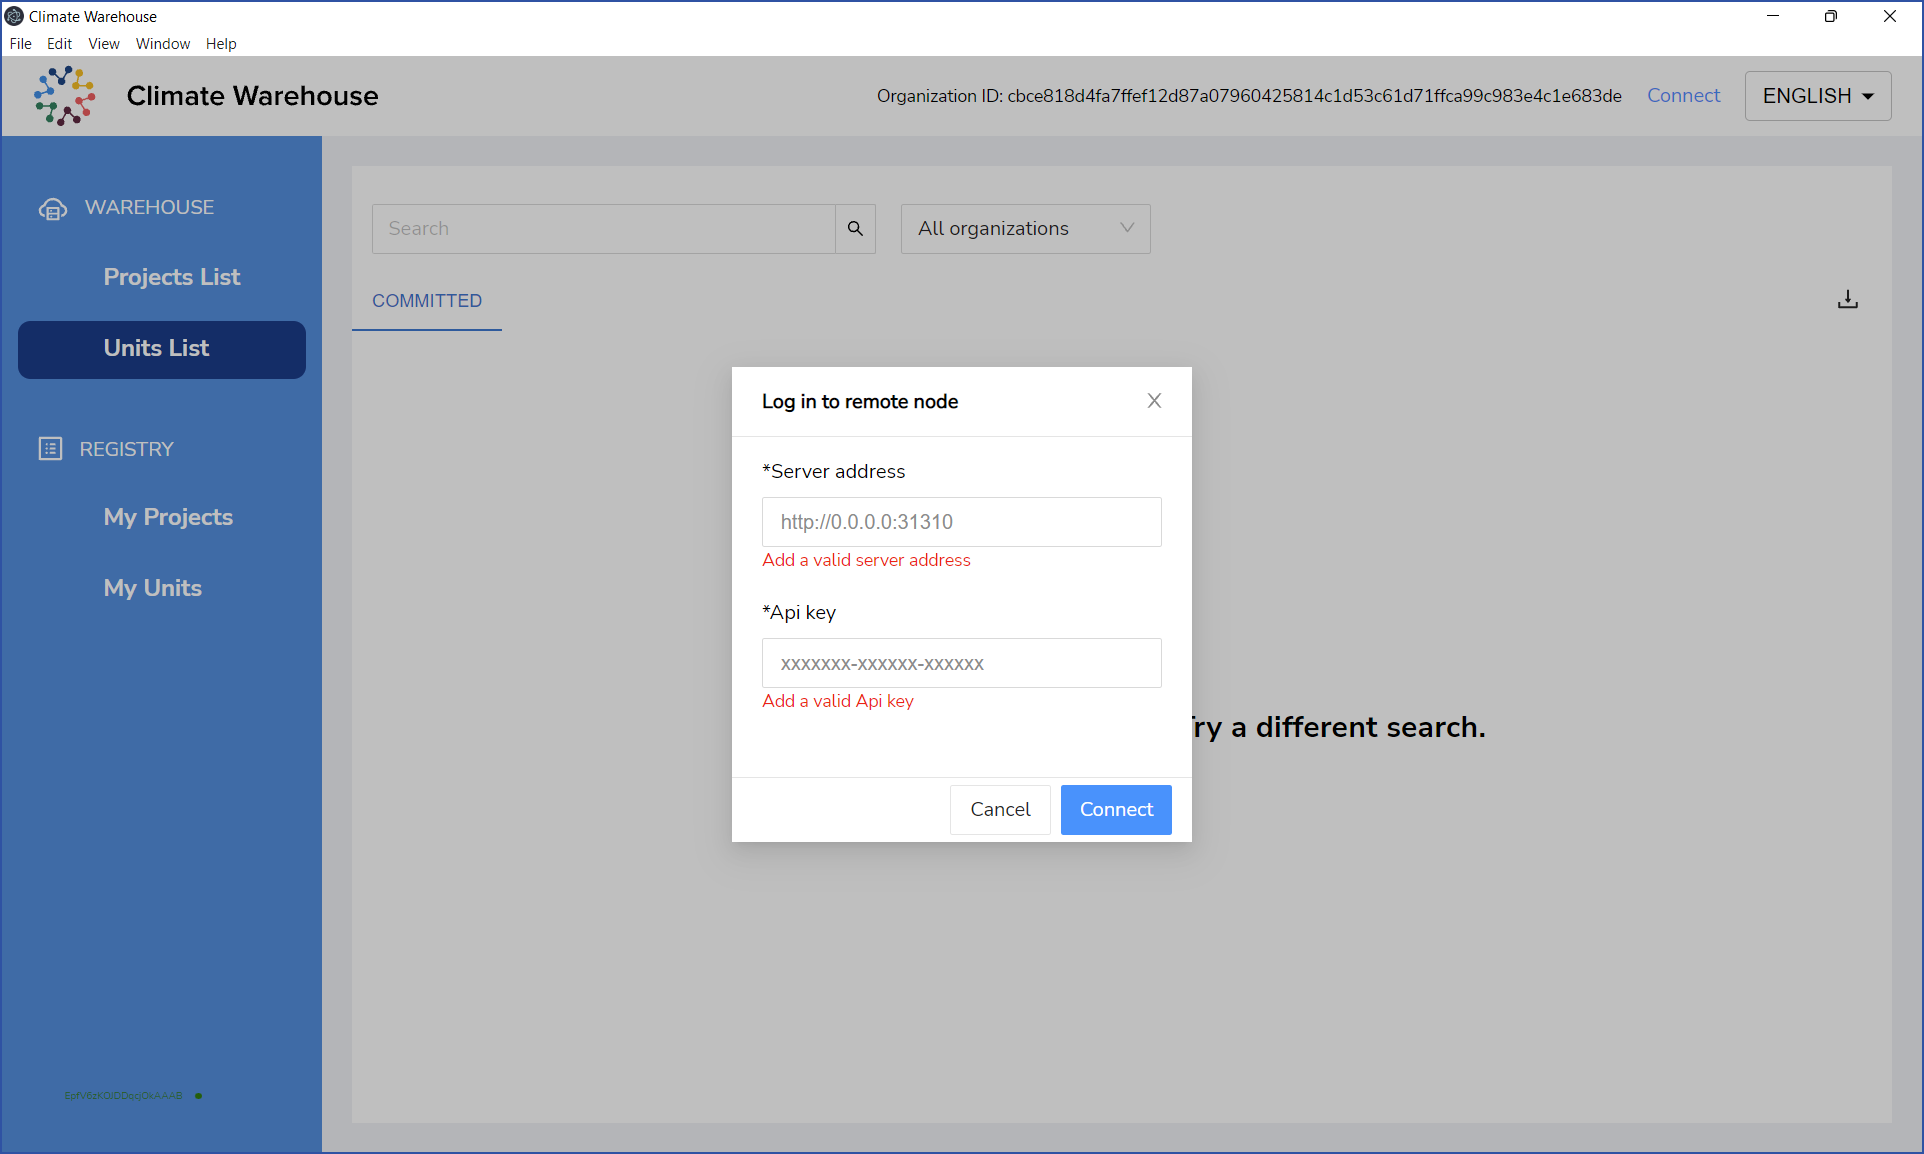 Climate Warehouse
File Edit View Window Help
Climate Warehouse
Organization ID: cbce818d4fa7ffef12d87a07960425814c1d53c61d71ffca99c983e4c1e683de Connect ENGLISH
WAREHOUSE
Projects List
Units List
REGISTRY
My Projects
My Units
Search
All organizations
COMMITTED
Log in to remote node
*Server address
http://0.0.0.0:31310
Add a valid server address
*Api key
xxxxxxx-xxxxxx-xxxxxx
Add a valid Api key
Try a different search.
Cancel Connect